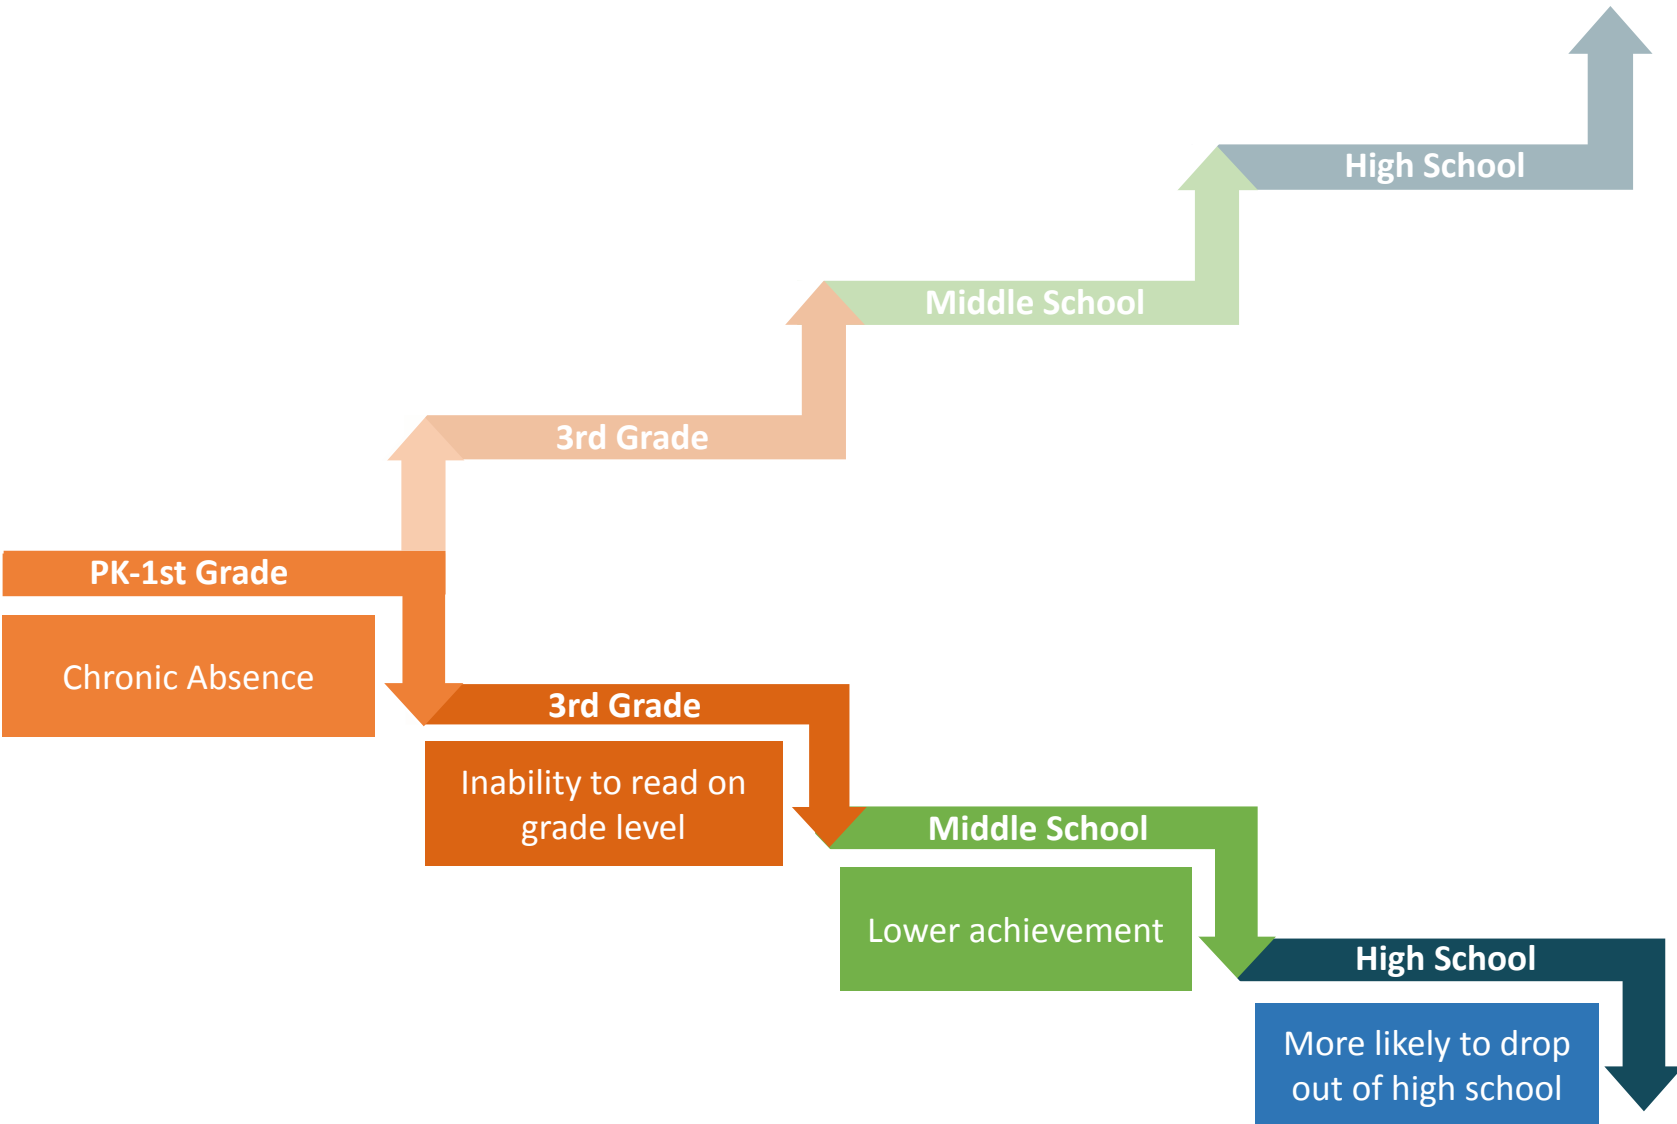 High School
Middle School
3rd Grade
PK-1st Grade
Chronic Absence
3rd Grade
Inability to read on
grade level
Middle School
Lower achievement
High School
More likely to drop
out of high school